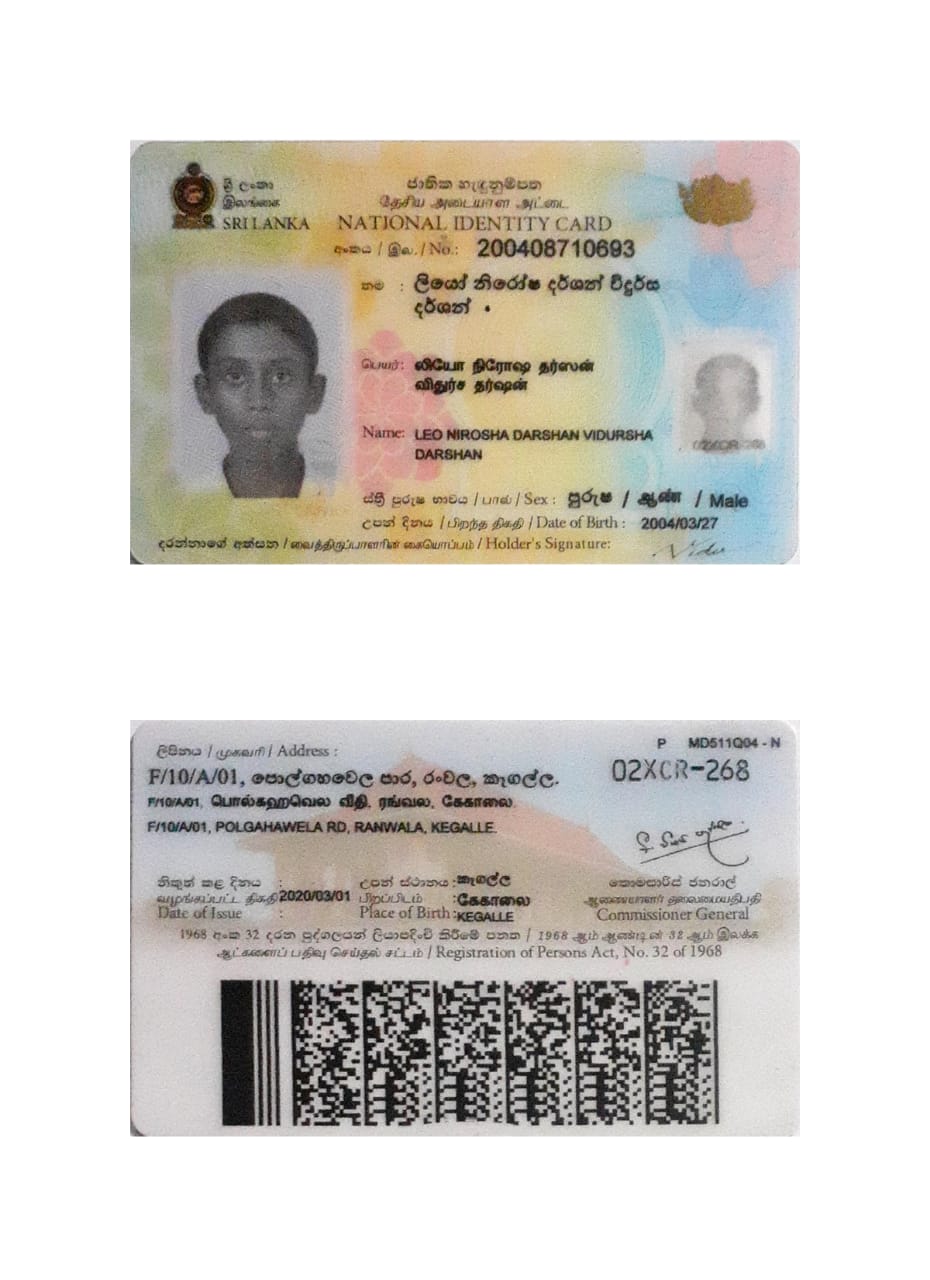 ශ්‍රී ලංකා
இலங்கை
SRI LANKA
ජාතික හැඳුනුම්පත
தேசிய அடையாள அட்டை
NATIONAL IDENTITY CARD
අංකය / இல. / No.: 200408710693
නම : ලියෝ නිරෝෂ දර්ශන් විදුර්ස
දර්ශන්
பெயர்: லியோ நிரோஷ தர்ஸன்
விதுர்ச தர்ஷன்
Name: LEO NIROSHA DARSHAN VIDURSHA
DARSHAN
02XCR-268
ස්ත්‍රී පුරුෂ භාවය / பால் / Sex : පුරුෂ / ஆண் / Male
උපන් දිනය / பிறந்த திகதி / Date of Birth : 2004/03/27
දරන්නාගේ අත්සන / வைத்திருப்பாளரின் கையொப்பம் / Holder's Signature:
P MD511Q04 - N
ලිපිනය / முகவரி / Address :
02XCR-268
F/10/A/01, පොල්ගහවෙල පාර, රංවල, කෑගල්ල.
F/10/A/01, பொல்கஹவெல வீதி, ரங்வல, கேகாலை.
F/10/A/01, POLGAHAWELA RD, RANWALA, KEGALLE.
නිකුත් කළ දිනය : උපන් ස්ථානය : කෑගල්ල කොමසාරිස් ජනරාල්
வழங்கப்பட்ட திகதி : 2020/03/01 பிறப்பிடம் : கேகாலை ஆணையாளர் தலைமையதிபதி
Date of Issue : Place of Birth : KEGALLE Commissioner General
1968 අංක 32 දරන පුද්ගලයන් ලියාපදිංචි කිරීමේ පනත / 1968 ஆம் ஆண்டின் 32 ஆம் இலக்க
ஆட்களைப் பதிவு செய்தல் சட்டம் / Registration of Persons Act, No. 32 of 1968